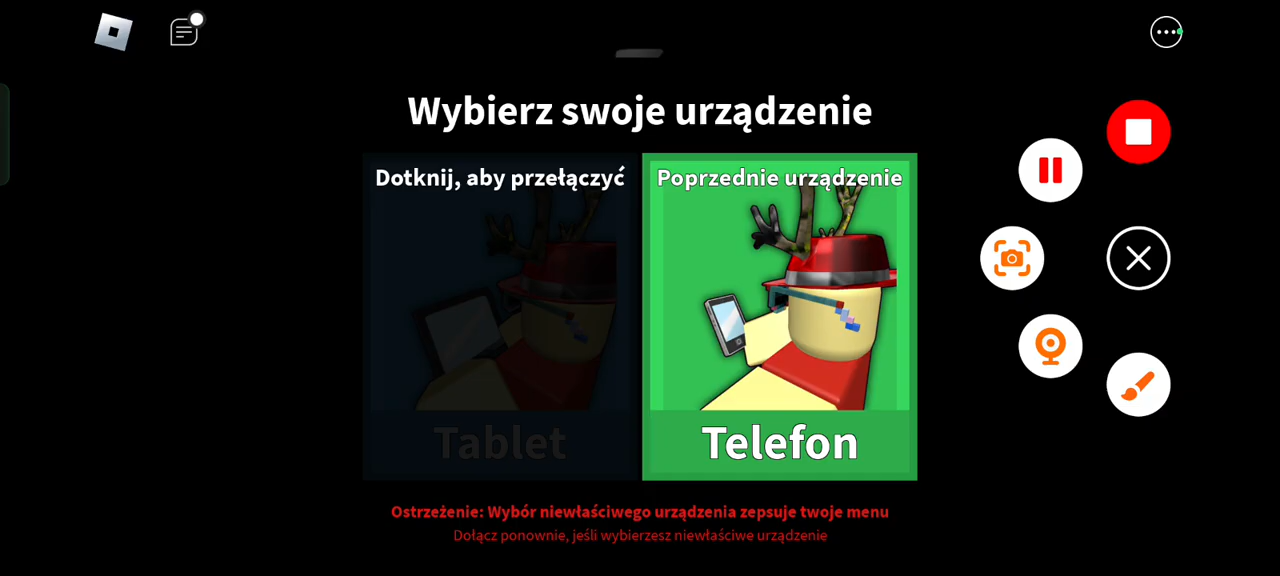 Wybierz swoje urządzenie
Dotknij, aby przełączyć
Poprzednie urządzenie
Tablet
Telefon
Ostrzeżenie: Wybór niewłaściwego urządzenia zepsuje twoje menu
Dołącz ponownie, jeśli wybierzesz niewłaściwe urządzenie